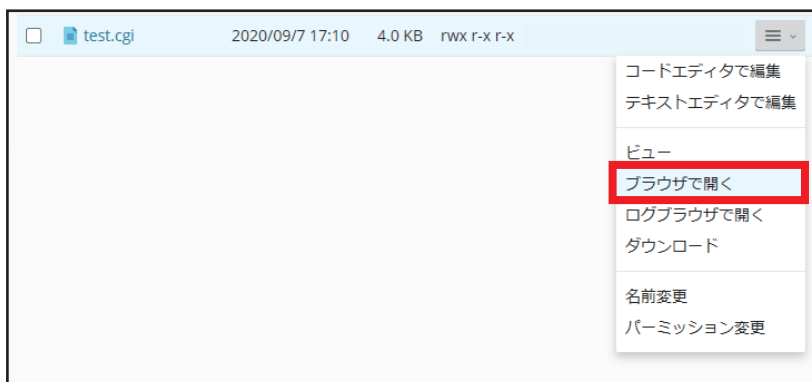 test.cgi 2020/09/7 17:10 4.0 KB rwx r-x r-x
コードエディタで編集
テキストエディタで編集
ビュー
ブラウザで開く
ログブラウザで開く
ダウンロード
名前変更
パーミッション変更